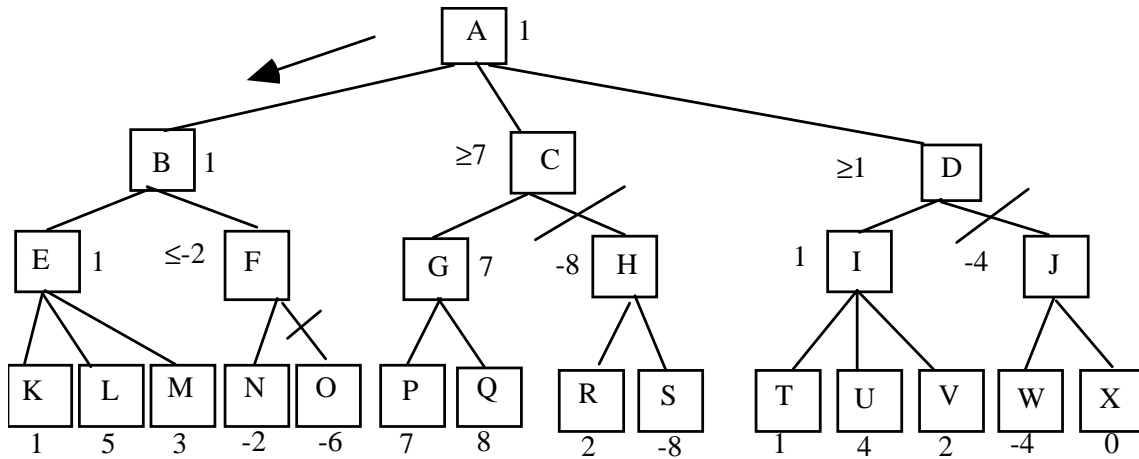 A 1
B 1 ≥7 C ≥1 D
E 1 ≤-2 F G 7 -8 H 1 I -4 J
K L M N O P Q R S T U V W X
1 5 3 -2 -6 7 8 2 -8 1 4 2 -4 0